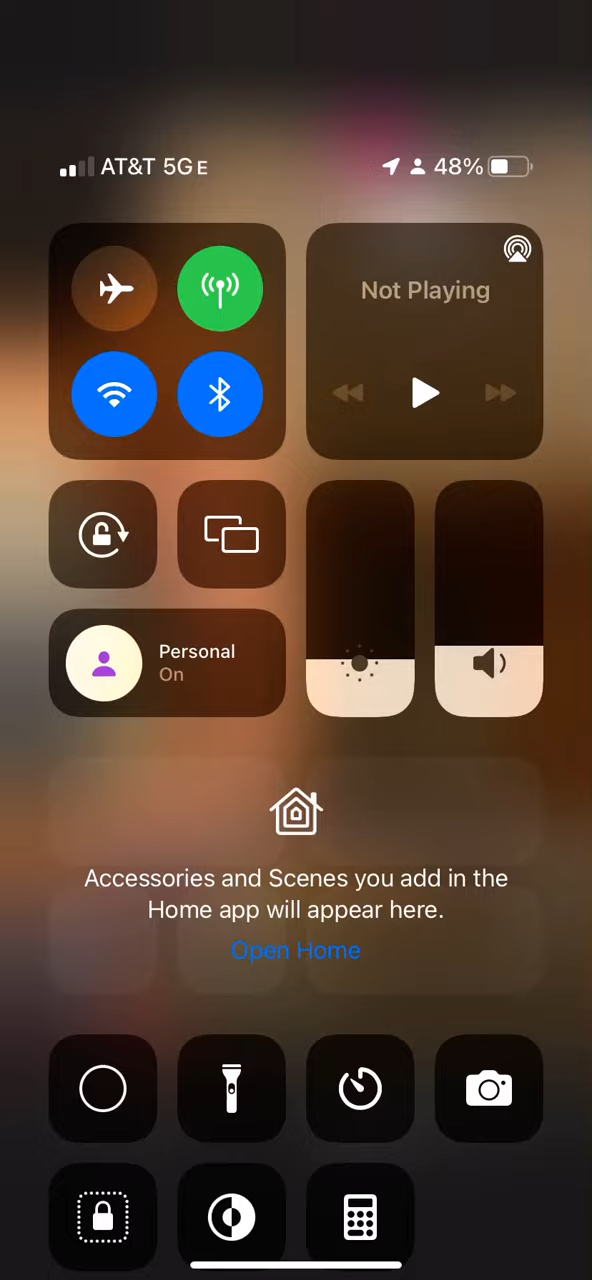 AT&T 5GE
48%
Not Playing
Personal
On
Accessories and Scenes you add in the
Home app will appear here.
Open Home